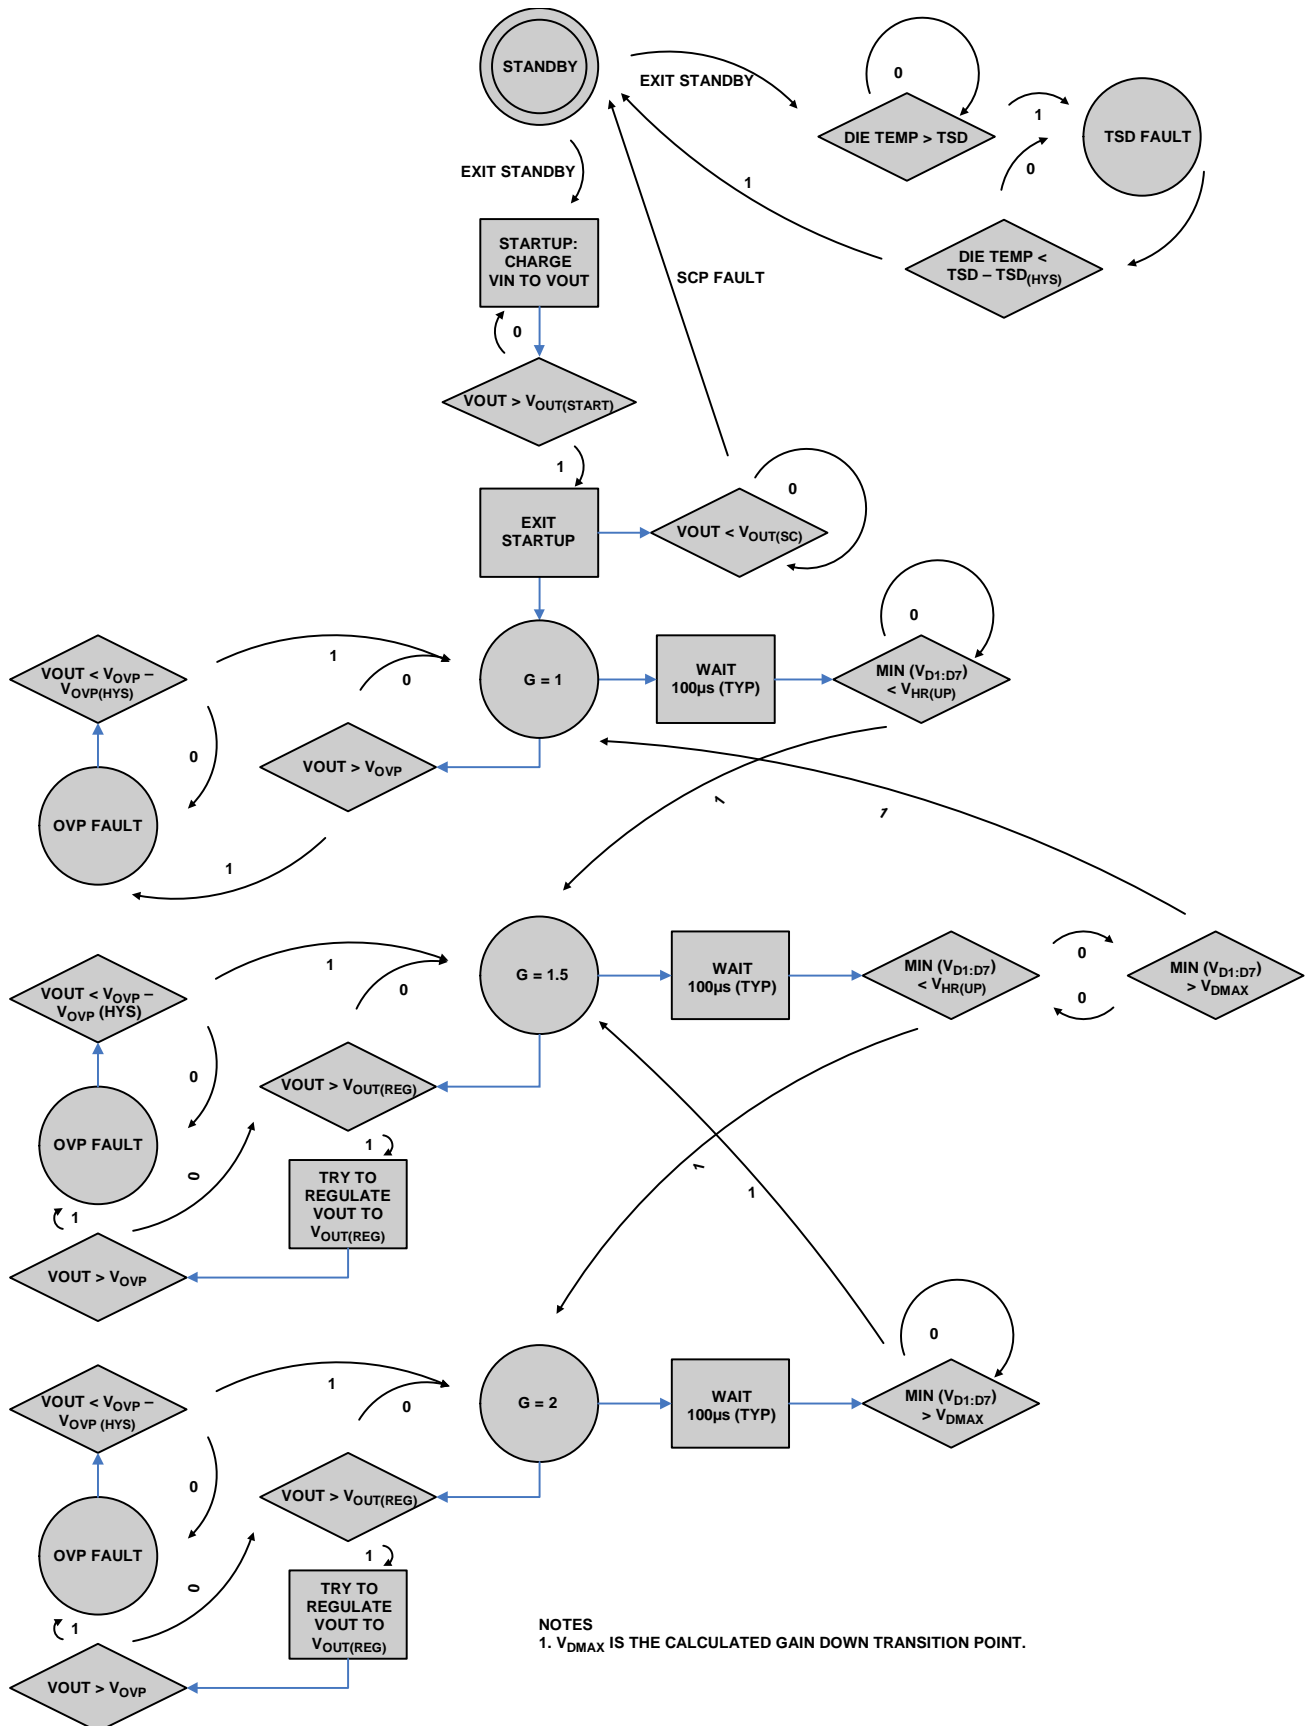 STANDBY
EXIT STANDBY
0
DIE TEMP > TSD
1
TSD FAULT
0
EXIT STANDBY
1
STARTUP:
CHARGE
VIN TO VOUT
SCP FAULT
DIE TEMP <
TSD – TSD(HYS)
0
VOUT > VOUT(START)
1
EXIT
STARTUP
VOUT < VOUT(SC)
0
0
VOUT < VOVP –
VOVP(HYS)
1
0
G = 1
WAIT
100µs (TYP)
MIN (VD1:D7)
< VHR(UP)
0
VOUT > VOVP
1
1
OVP FAULT
1
VOUT < VOVP –
VOVP (HYS)
1
0
G = 1.5
WAIT
100µs (TYP)
MIN (VD1:D7)
< VHR(UP)
0
0
MIN (VD1:D7)
> VDMAX
0
VOUT > VOUT(REG)
OVP FAULT
0
1
1
1
TRY TO
REGULATE
VOUT TO
VOUT(REG)
1
VOUT > VOVP
0
VOUT < VOVP –
VOVP (HYS)
1
0
G = 2
WAIT
100µs (TYP)
MIN (VD1:D7)
> VDMAX
0
VOUT > VOUT(REG)
OVP FAULT
0
1
TRY TO
REGULATE
VOUT TO
VOUT(REG)
1
VOUT > VOVP
NOTES
1. VDMAX IS THE CALCULATED GAIN DOWN TRANSITION POINT.